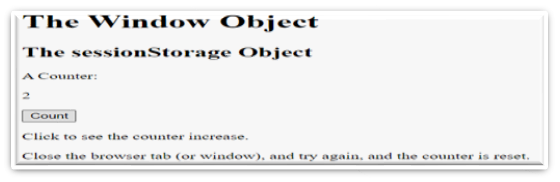 The Window Object
The sessionStorage Object
A Counter:
2
Count
Click to see the counter increase.
Close the browser tab (or window), and try again, and the counter is reset.